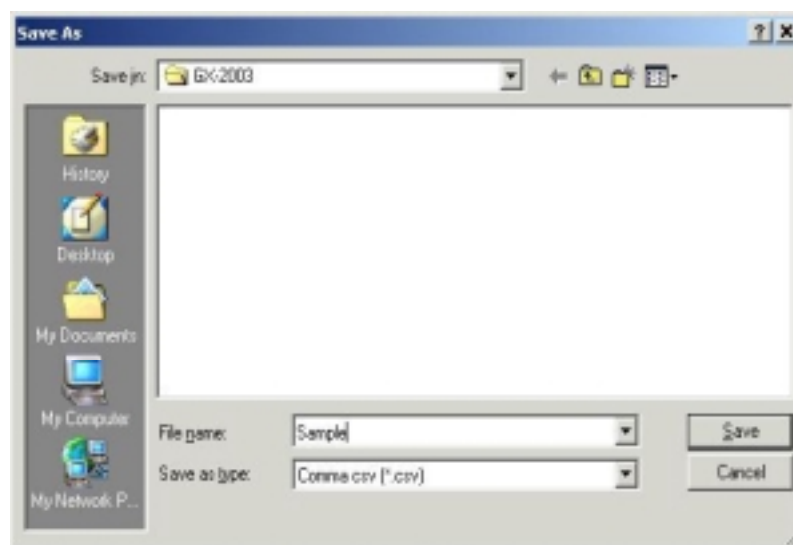 Save As
Save in: GX-2003
History
Desktop
My Documents
My Computer
My Network P...
File name: Sample
Save as type: Comma csv (*.csv)
Save
Cancel